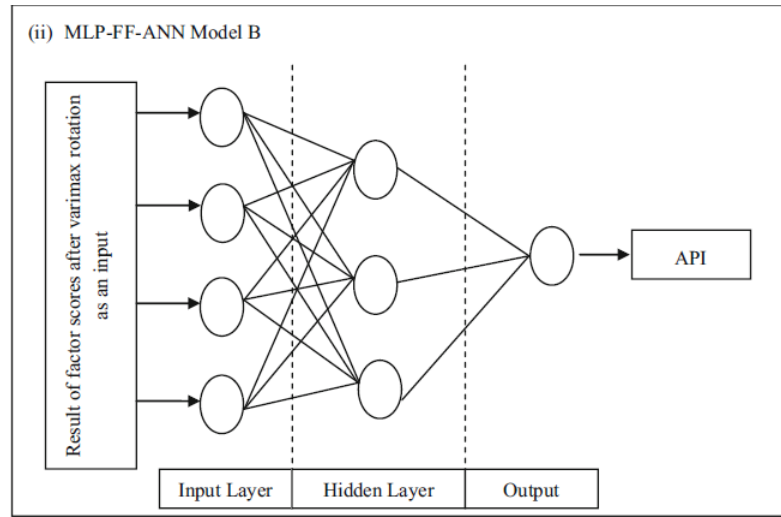 (ii) MLP-FF-ANN Model B
Result of factor scores after varimax rotation
as an input
API
Input Layer
Hidden Layer
Output